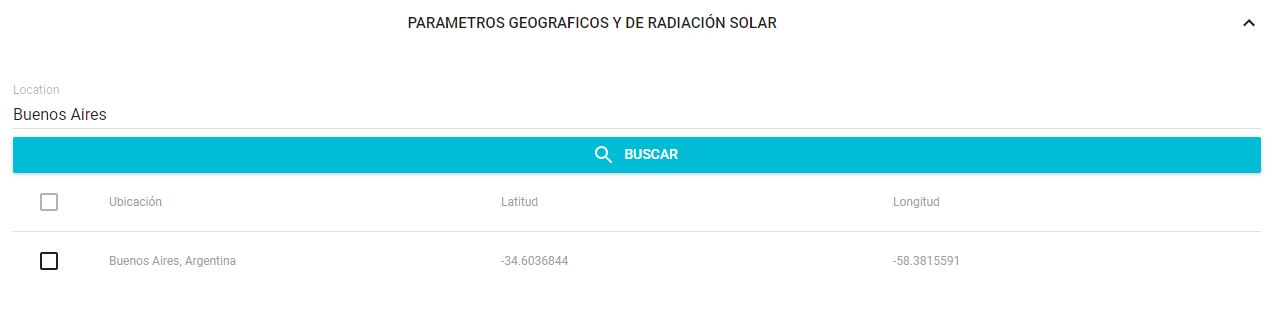 PARAMETROS GEOGRAFICOS Y DE RADIACIÓN SOLAR
Location
Buenos Aires
BUSCAR
Ubicación Latitud Longitud
Buenos Aires, Argentina -34.6036844 -58.3815591